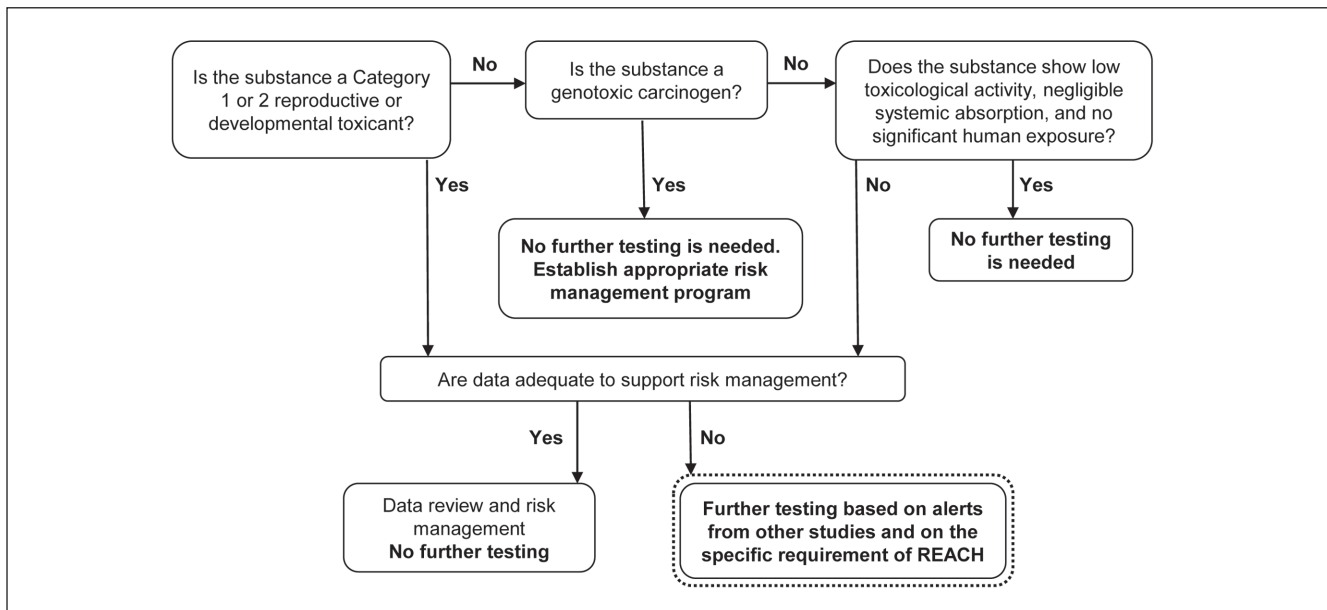 Is the substance a Category
1 or 2 reproductive or
developmental toxicant?
No
Is the substance a
genotoxic carcinogen?
No
Does the substance show low
toxicological activity, negligible
systemic absorption, and no
significant human exposure?
Yes
Yes
No
Yes
No further testing is needed.
Establish appropriate risk
management program
No further testing
is needed
Are data adequate to support risk management?
Yes
No
Data review and risk
management
No further testing
Further testing based on alerts
from other studies and on the
specific requirement of REACH